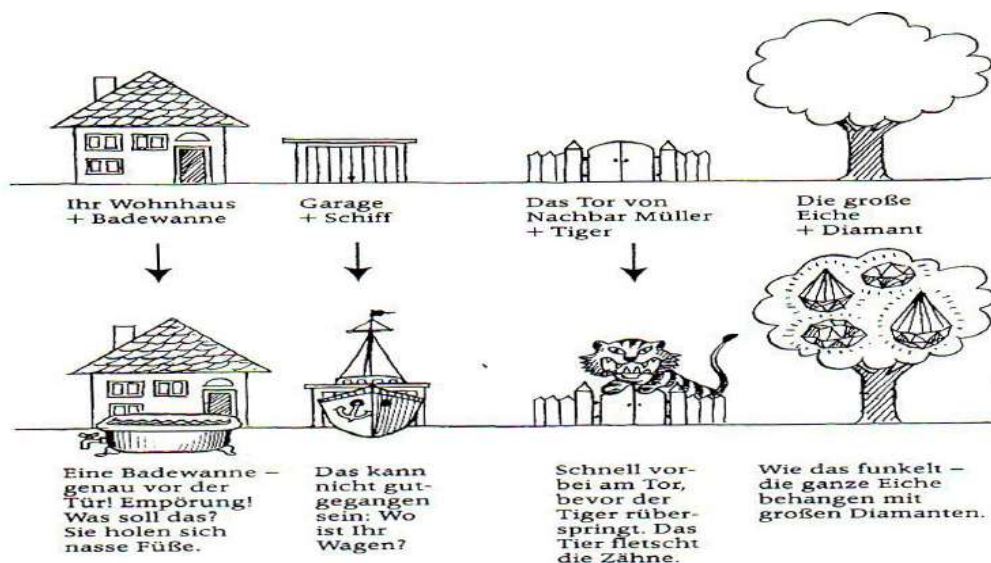 Ihr Wohnhaus
+ Badewanne
Garage
+ Schiff
Das Tor von
Nachbar Müller
+ Tiger
Die große
Eiche
+ Diamant
Eine Badewanne –
genau vor der
Tür! Empörung!
Was soll das?
Sie holen sich
nasse Füße.
Das kann
nicht gut-
gegangen
sein: Wo
ist Ihr
Wagen?
Schnell vor-
bei am Tor,
bevor der
Tiger rüber-
springt. Das
Tier fletscht
die Zähne.
Wie das funkelt –
die ganze Eiche
behangen mit
großen Diamanten.